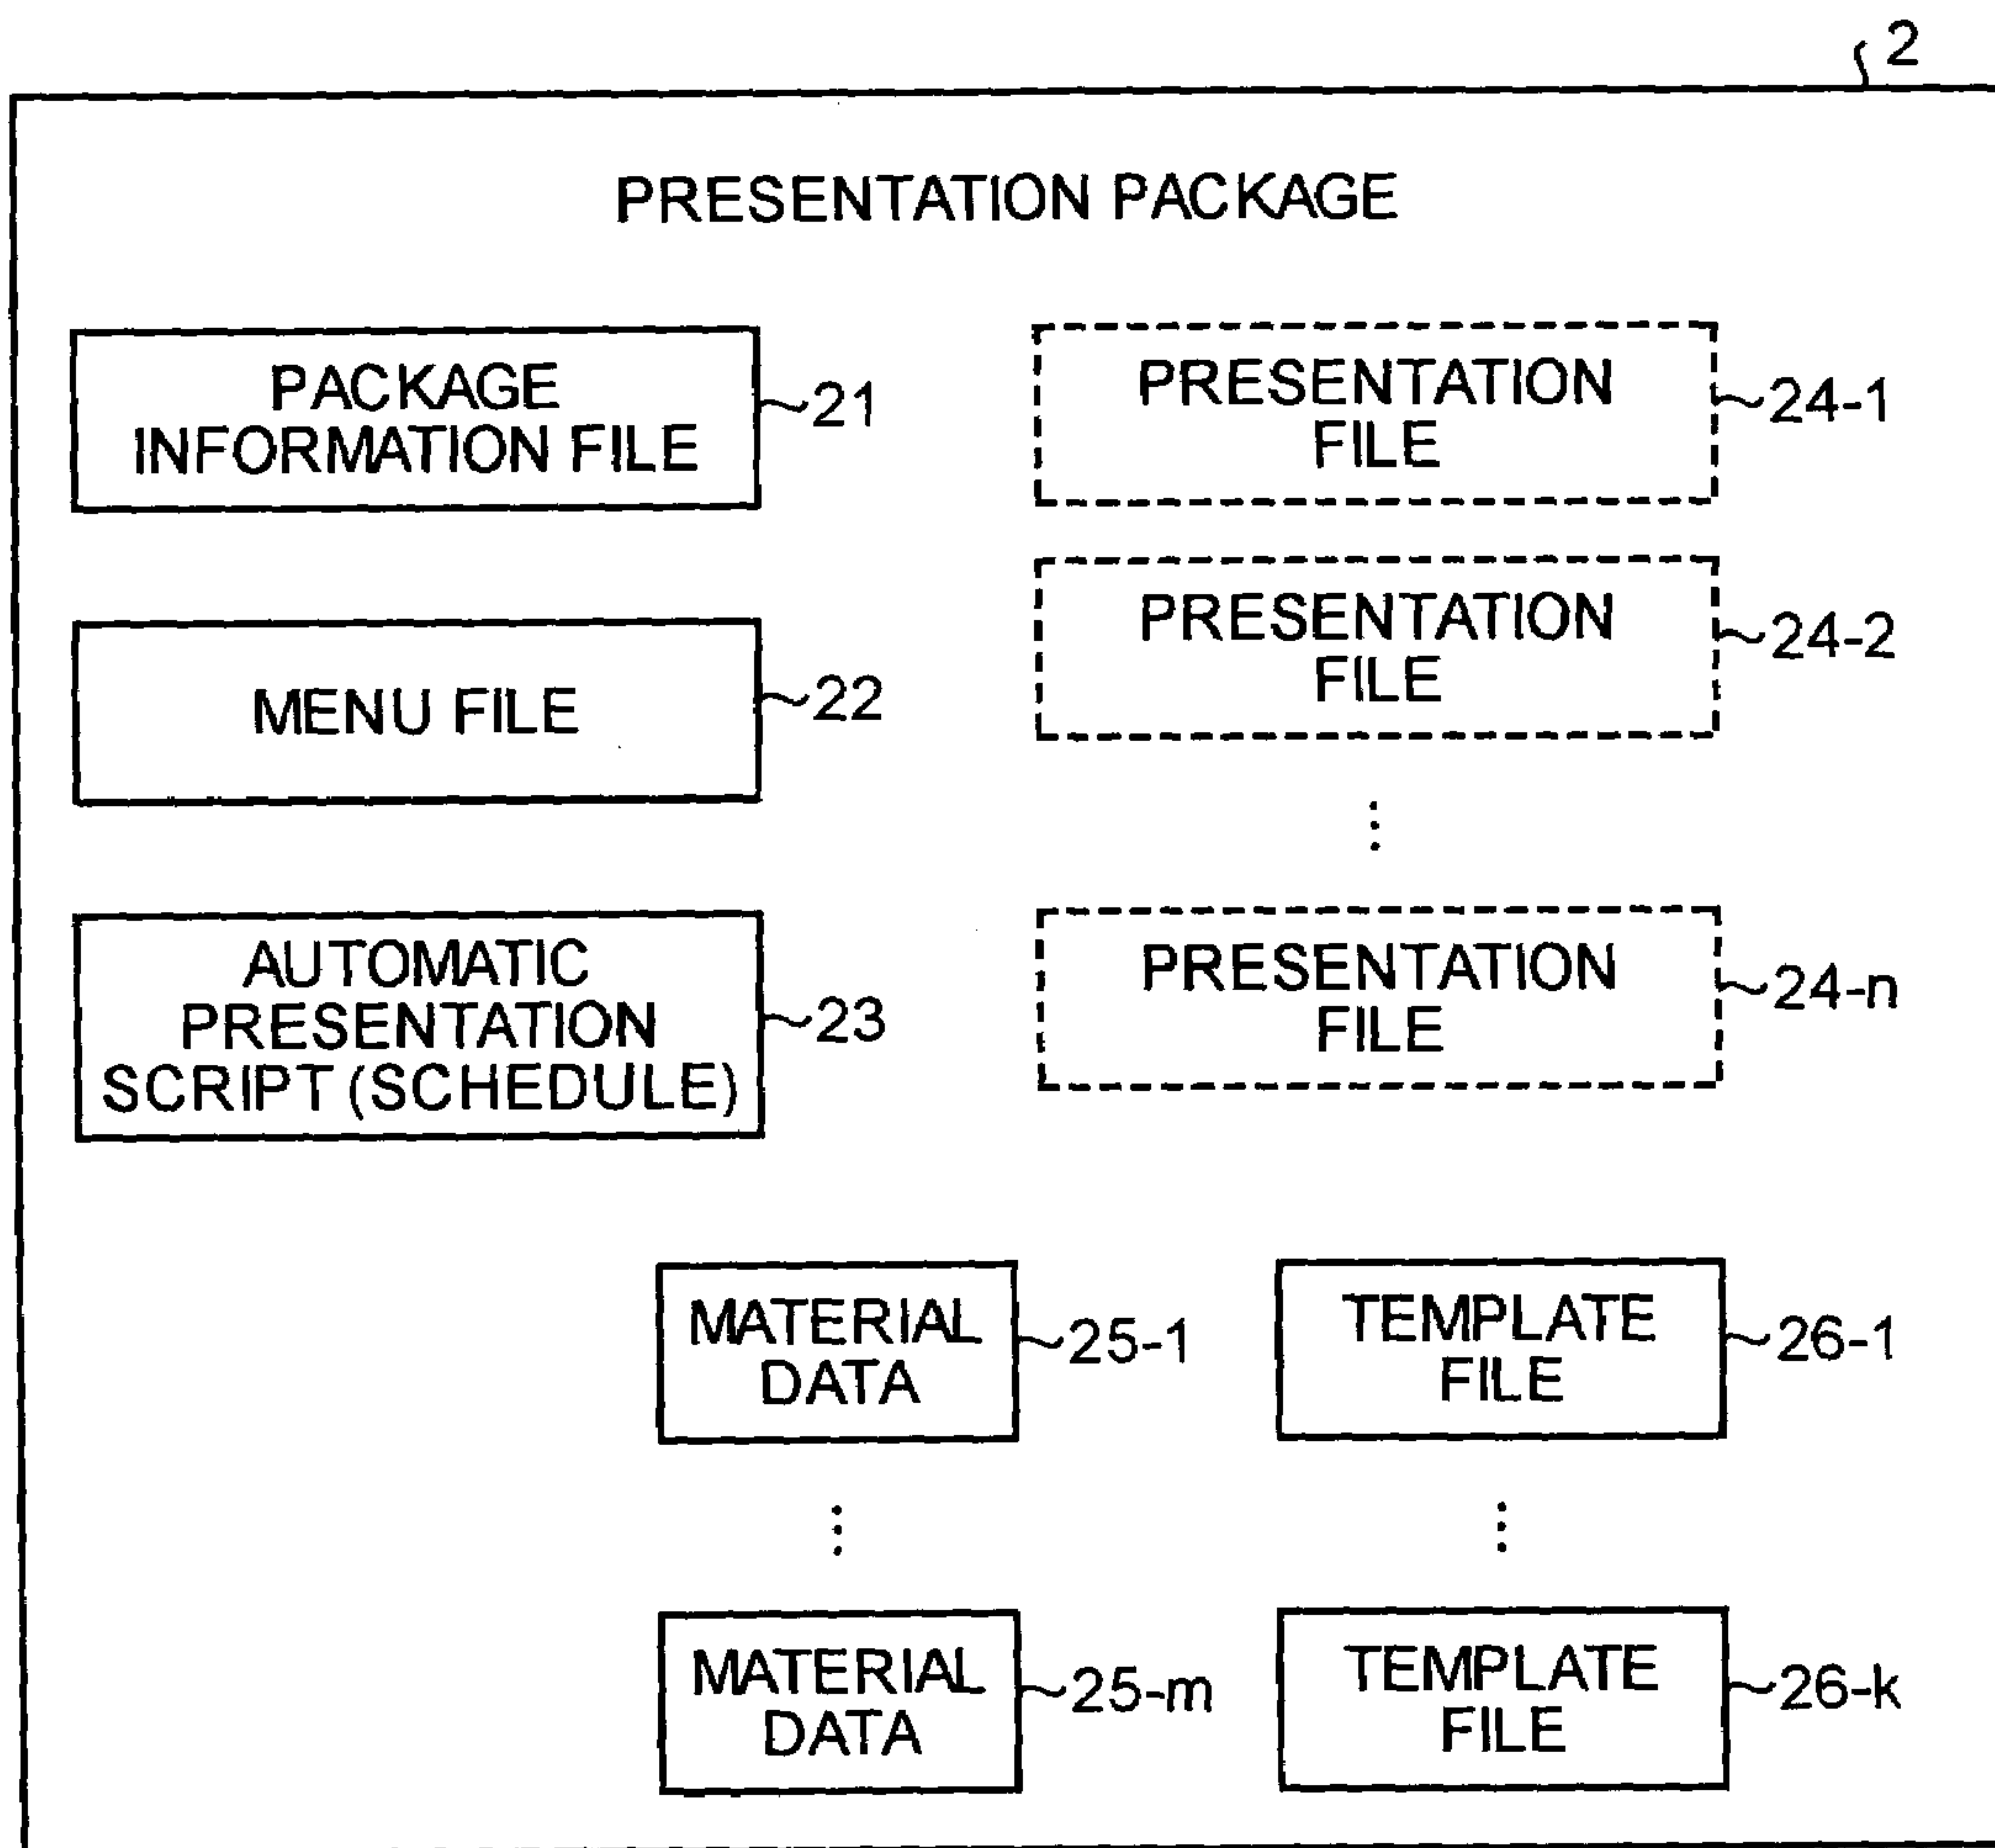 2
PRESENTATION PACKAGE
PACKAGE
INFORMATION FILE
21
MENU FILE
22
AUTOMATIC
PRESENTATION
SCRIPT (SCHEDULE)
23
PRESENTATION
FILE
24-1
PRESENTATION
FILE
24-2
PRESENTATION
FILE
24-n
MATERIAL
DATA
25-1
MATERIAL
DATA
25-m
TEMPLATE
FILE
26-1
TEMPLATE
FILE
26-k